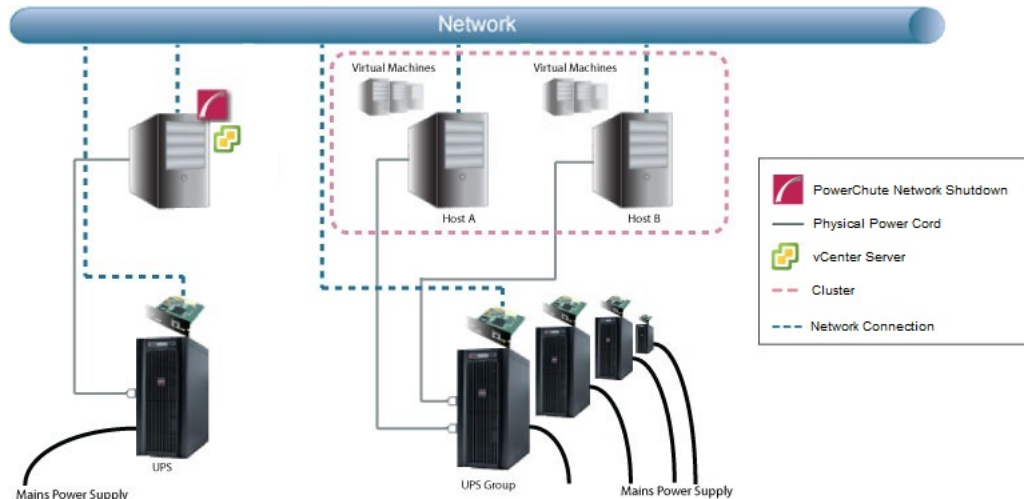 Network
Virtual Machines
Virtual Machines
Host A
Host B
PowerChute Network Shutdown
Physical Power Cord
vCenter Server
Cluster
Network Connection
UPS
UPS Group
Mains Power Supply
Mains Power Supply